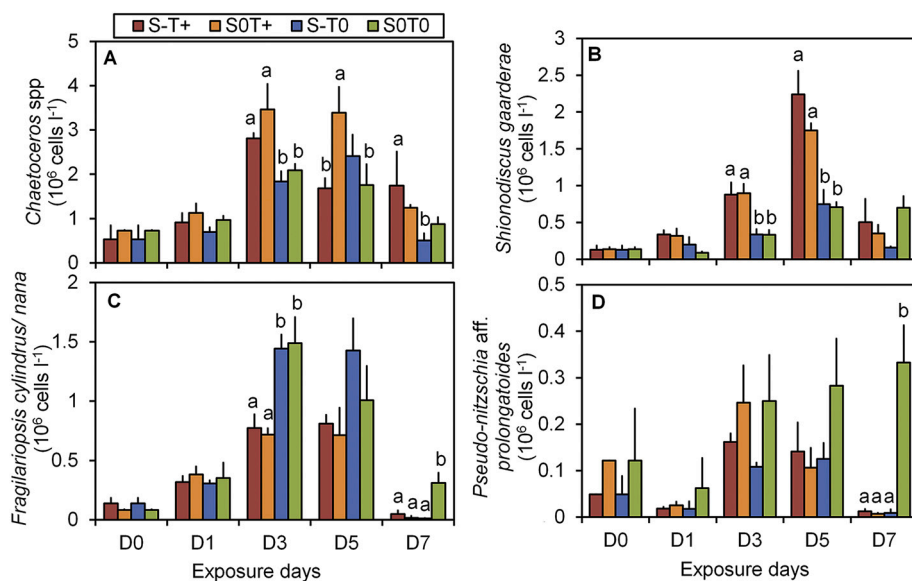 S-T+ S0T+ S-T0 S0T0
A
Chaetoceros spp
(10⁶ cells l⁻¹)
5
4
3
2
1
0
a
a
b
b
b
a
b
a
b
B
Shionodiscus gaarderae
(10⁶ cells l⁻¹)
3
2.5
2
1.5
1
0.5
0
a a
b b
a
a
b
b
C
Fragilariopsis cylindrus/ nana
(10⁶ cells l⁻¹)
2
1.5
1
0.5
0
a
a
b
b
a
a
a
b
D0 D1 D3 D5 D7
Exposure days
D
Pseudo-nitzschia aff.
prolongatoides
(10⁶ cells l⁻¹)
0.5
0.4
0.3
0.2
0.1
0
a a a
b
D0 D1 D3 D5 D7
Exposure days